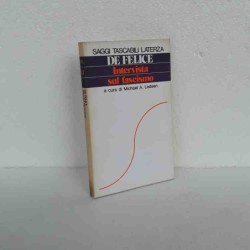 SAGGI TASCABILI LATERZA
DE FELICE
Intervista
sul fascismo
a cura di Michael A. Ledeen